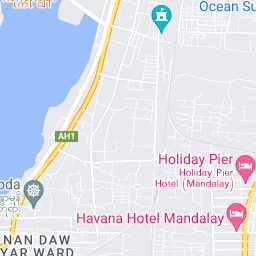 Ocean Su
AH1
Holiday Pier
Holiday Pier
Hotel (Mandalay)
oda
Havana Hotel Mandalay
NAN DAW
YAR WARD